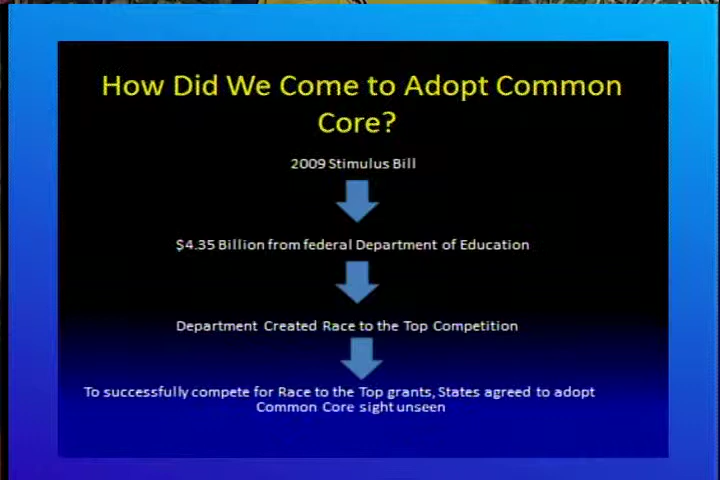 How Did We Come to Adopt Common
Core?
2009 Stimulus Bill
$4.35 Billion from federal Department of Education
Department Created Race to the Top Competition
To successfully compete for Race to the Top grants, States agreed to adopt
Common Core sight unseen